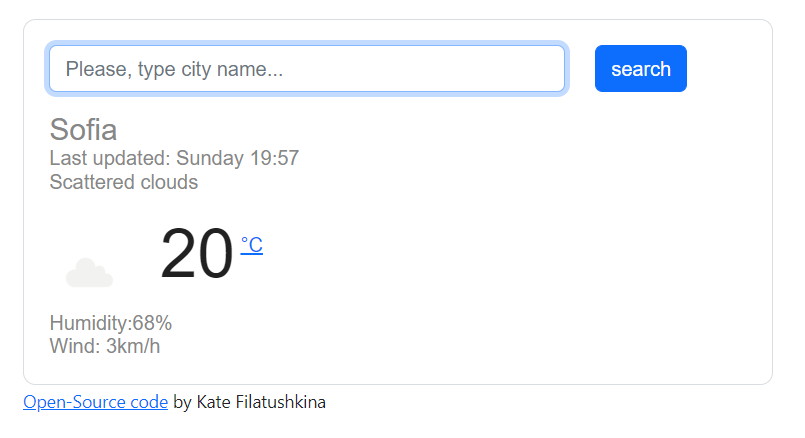 Please, type city name...
search
Sofia
Last updated: Sunday 19:57
Scattered clouds
20 °C
Humidity:68%
Wind: 3km/h
Open-Source code by Kate Filatushkina